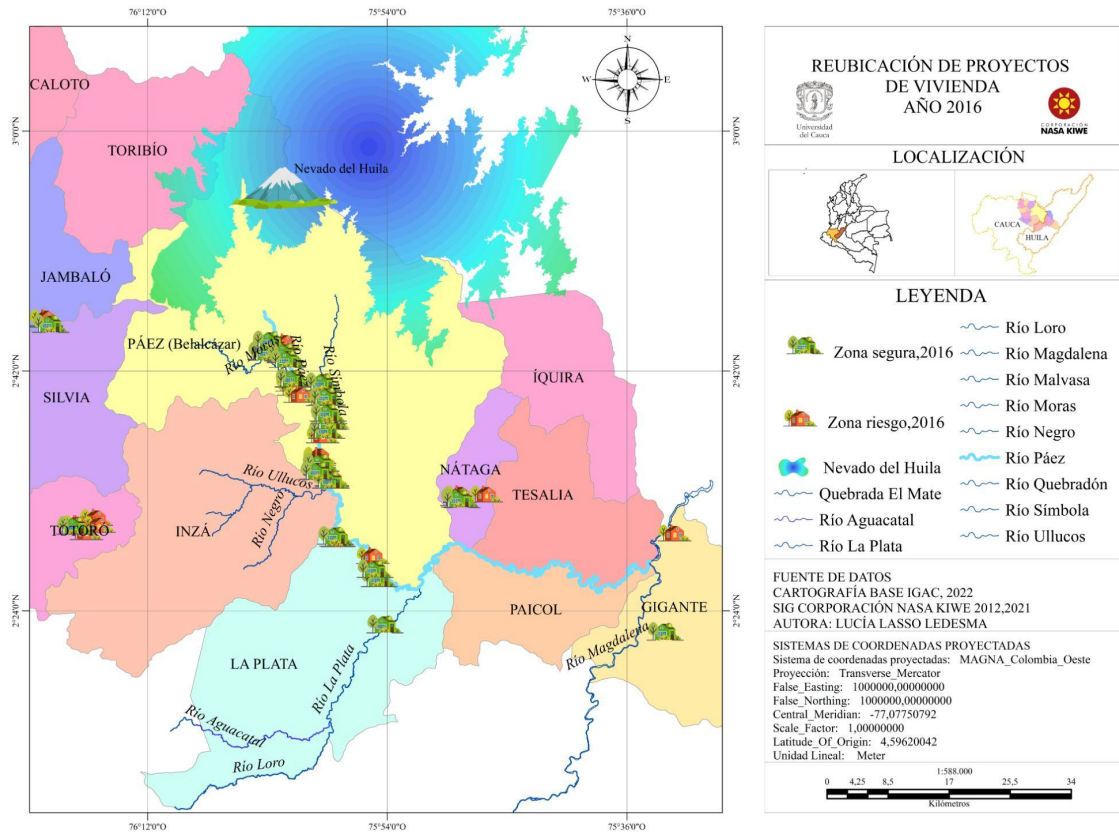 76°12'0"O
75°54'0"O
75°36'0"O
3°0'0"N
2°42'0"N
2°24'0"N
3°0'0"N
2°42'0"N
2°24'0"N
N
W
E
S
CALOTO
TORIBÍO
Nevado del Huila
JAMBALÓ
PÁEZ (Belalcázar)
Río Moras
Río Páez
Río Símbola
SILVIA
ÍQUIRA
NÁTAGA
TESALIA
Río Ullucos
Río Negro
TOTORÓ
INZÁ
PAICOL
GIGANTE
Río Magdalena
LA PLATA
Río La Plata
Río Aguacatal
Río Loro
76°12'0"O
75°54'0"O
75°36'0"O
REUBICACIÓN DE PROYECTOS
DE VIVIENDA
AÑO 2016
Universidad
del Cauca
CORPORACIÓN
NASA KIWE
LOCALIZACIÓN
CAUCA
HUILA
LEYENDA
Zona segura,2016
Zona riesgo,2016
Nevado del Huila
Quebrada El Mate
Río Aguacatal
Río La Plata
Río Loro
Río Magdalena
Río Malvasa
Río Moras
Río Negro
Río Páez
Río Quebradón
Río Símbola
Río Ullucos
FUENTE DE DATOS
CARTOGRAFÍA BASE IGAC, 2022
SIG CORPORACIÓN NASA KIWE 2012,2021
AUTORA: LUCÍA LASSO LEDESMA
SISTEMAS DE COORDENADAS PROYECTADAS
Sistema de coordenadas proyectadas: MAGNA_Colombia_Oeste
Proyección: Transverse_Mercator
False_Easting: 1000000,00000000
False_Northing: 1000000,00000000
Central_Meridian: -77,07750792
Scale_Factor: 1,00000000
Latitude_Of_Origin: 4,59620042
Unidad Lineal: Meter
1:588.000
0 4,25 8,5 17 25,5 34
Kilómetros